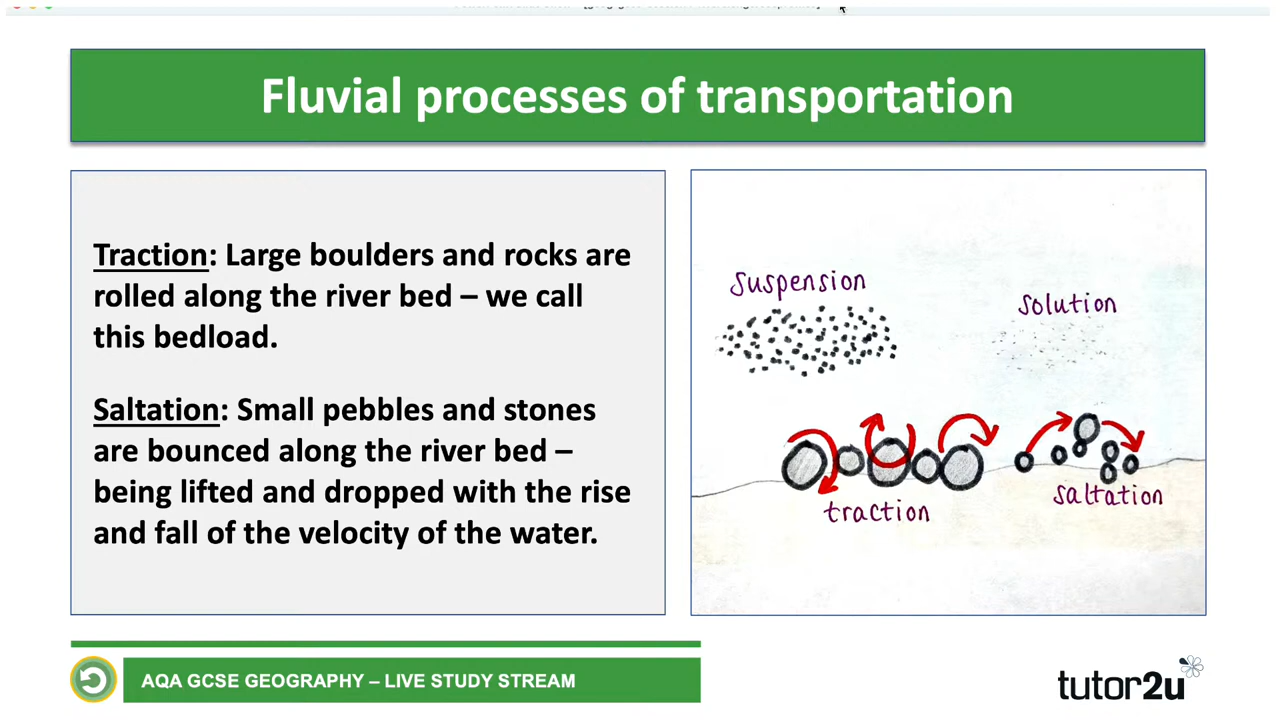 Fluvial processes of transportation
Traction: Large boulders and rocks are
rolled along the river bed – we call
this bedload.
Saltation: Small pebbles and stones
are bounced along the river bed –
being lifted and dropped with the rise
and fall of the velocity of the water.
suspension
solution
traction
saltation
AQA GCSE GEOGRAPHY – LIVE STUDY STREAM
tutor2u